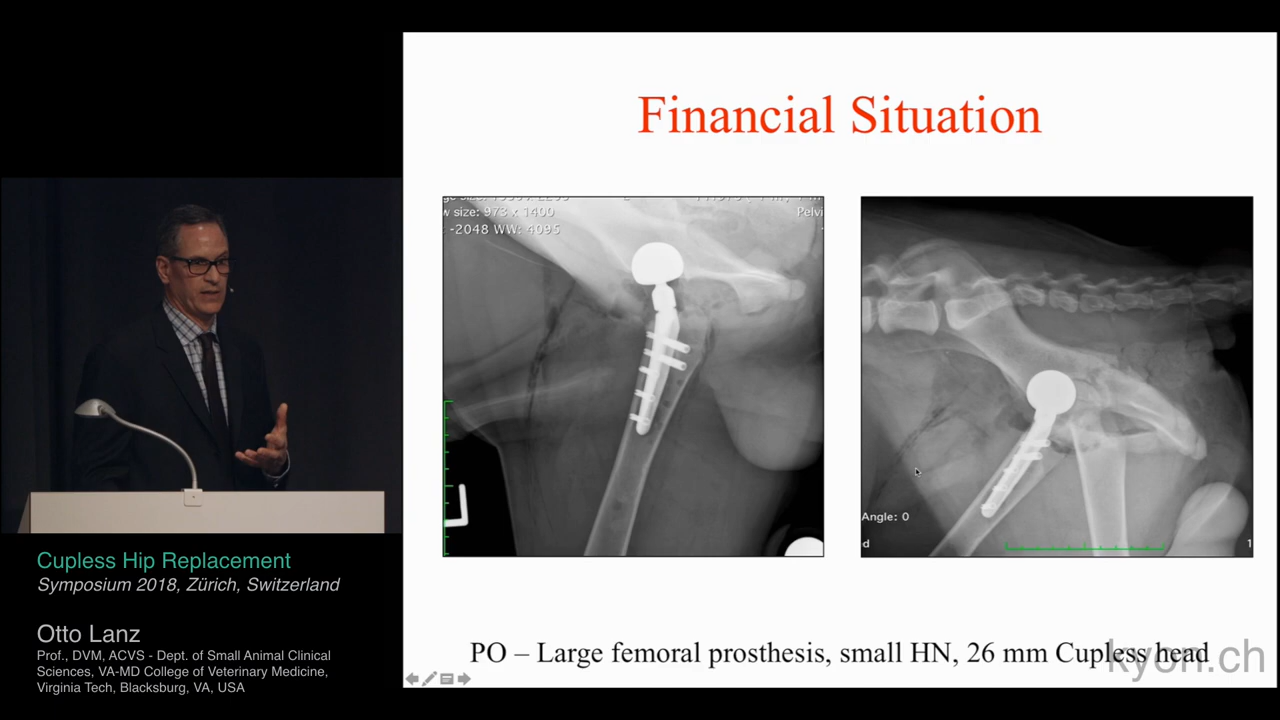 Financial Situation
w size: 973 x 1400
Pelvi
-2048 WW: 4095
L
Angle: 0
d
1
PO – Large femoral prosthesis, small HN, 26 mm Cupless head
kyon.ch
Cupless Hip Replacement
Symposium 2018, Zürich, Switzerland
Otto Lanz
Prof., DVM, ACVS - Dept. of Small Animal Clinical
Sciences, VA-MD College of Veterinary Medicine,
Virginia Tech, Blacksburg, VA, USA